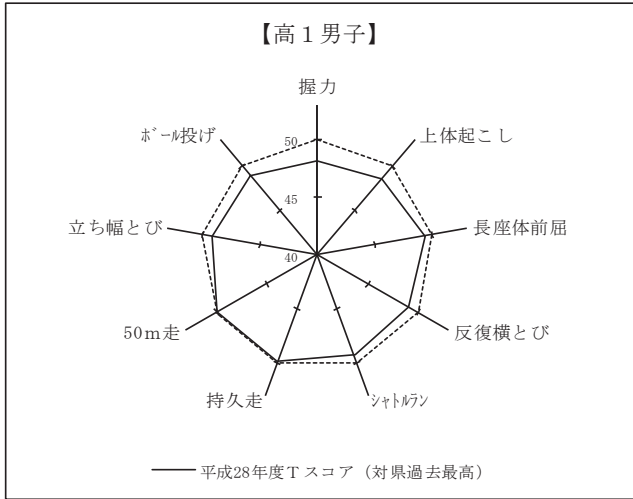 【高１男子】
握力
ﾎﾞｰﾙ投げ
50
上体起こし
45
立ち幅とび
長座体前屈
40
50ｍ走
反復横とび
持久走
ｼｬﾄﾙﾗﾝ
平成28年度Ｔスコア（対県過去最高）